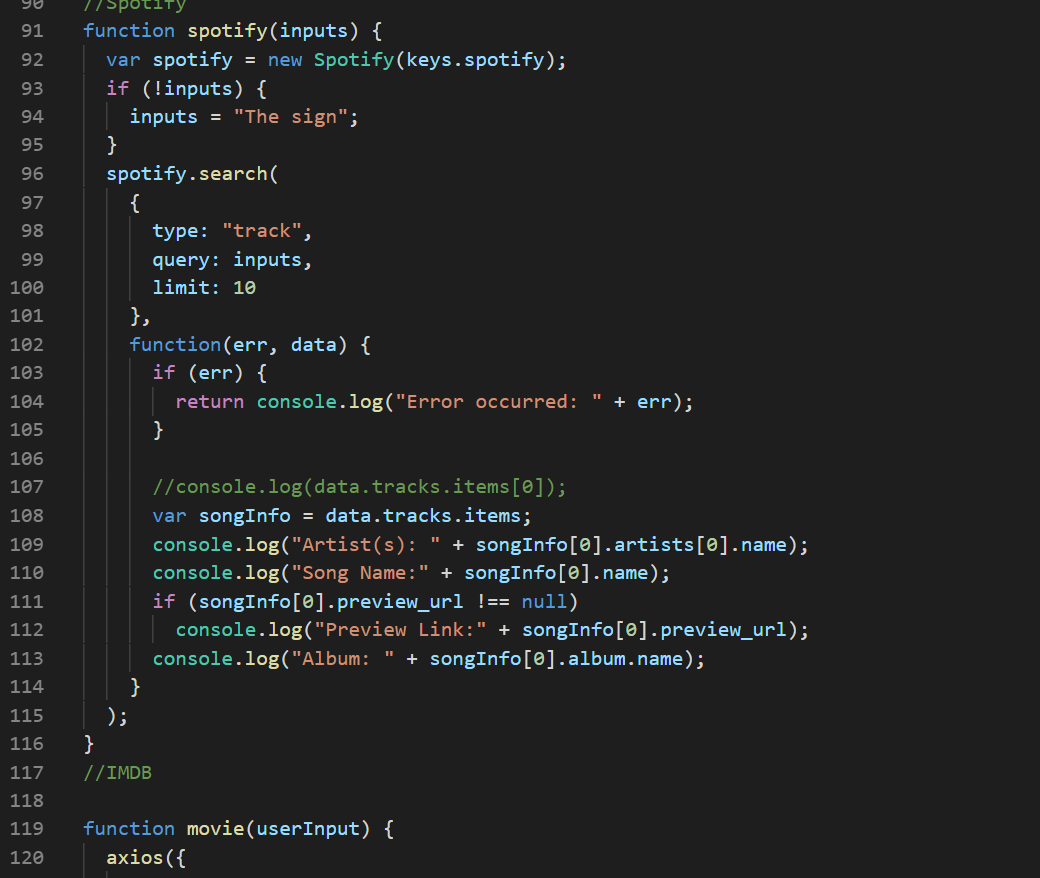 90 //Spotify
91 function spotify(inputs) {
92   var spotify = new Spotify(keys.spotify);
93   if (!inputs) {
94     inputs = "The sign";
95   }
96   spotify.search(
97     {
98       type: "track",
99       query: inputs,
100       limit: 10
101     },
102     function(err, data) {
103       if (err) {
104         return console.log("Error occurred: " + err);
105       }
106
107       //console.log(data.tracks.items[0]);
108       var songInfo = data.tracks.items;
109       console.log("Artist(s): " + songInfo[0].artists[0].name);
110       console.log("Song Name:" + songInfo[0].name);
111       if (songInfo[0].preview_url !== null)
112         console.log("Preview Link:" + songInfo[0].preview_url);
113       console.log("Album: " + songInfo[0].album.name);
114     }
115   );
116 }
117 //IMDB
118
119 function movie(userInput) {
120   axios({